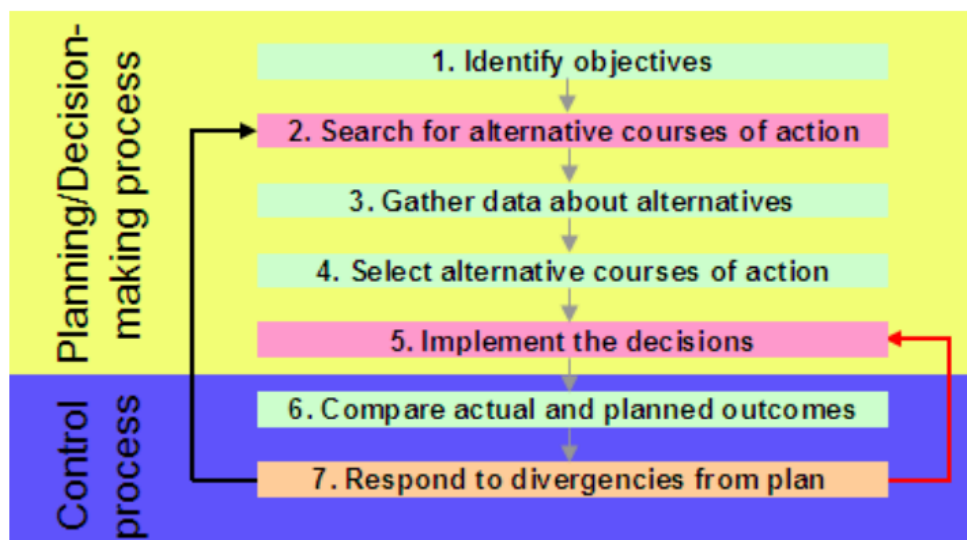 Planning/Decision-
making process
1. Identify objectives
2. Search for alternative courses of action
3. Gather data about alternatives
4. Select alternative courses of action
5. Implement the decisions
Control
process
6. Compare actual and planned outcomes
7. Respond to divergencies from plan